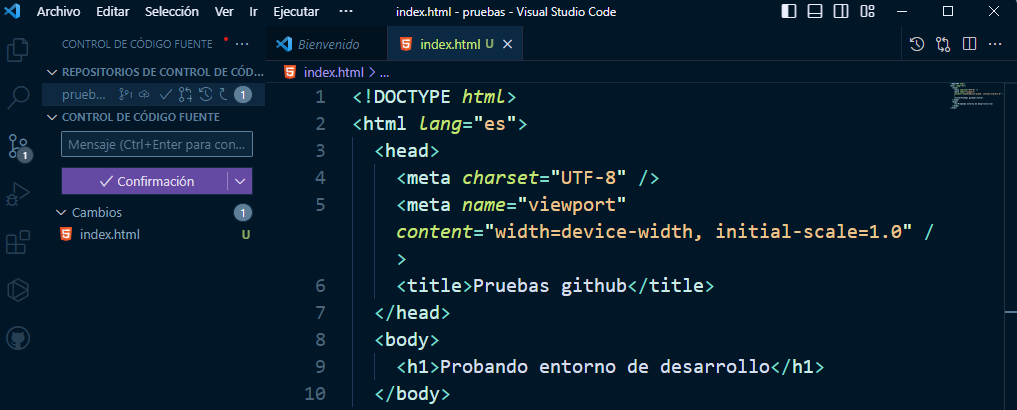 Archivo Editar Selección Ver Ir Ejecutar ··· index.html - pruebas - Visual Studio Code
CONTROL DE CÓDIGO FUENTE ···
REPOSITORIOS DE CONTROL DE CÓD...
prueb... 1
CONTROL DE CÓDIGO FUENTE
Mensaje (Ctrl+Enter para con...
Confirmación
Cambios 1
index.html U
1
Bienvenido index.html U
index.html > ...
1 <!DOCTYPE html>
2 <html lang="es">
3 <head>
4 <meta charset="UTF-8" />
5 <meta name="viewport"
content="width=device-width, initial-scale=1.0" /
>
6 <title>Pruebas github</title>
7 </head>
8 <body>
9 <h1>Probando entorno de desarrollo</h1>
10 </body>